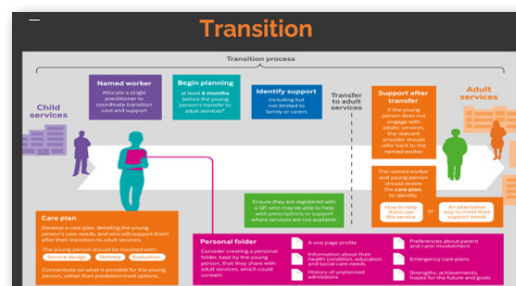 Transition
Transition process
Child
services
Named worker
Allocate a single
practitioner to
coordinate transition
care and support
Begin planning
at least 6 months
before the young
person's transfer to
adult services*
Identify support
Including but
not limited to
family or carers
Transfer
to adult
services
Support after
transfer
If the young
person does not
engage with
adults' services,
the relevant
provider should
refer back to the
named worker
Adult
services
The named worker
and young person
should review
the care plan,
to identify:
How to help
them use the
service
or
An alternative
way to meet their
support needs
Ensure they are registered with
a GP, who may be able to help
with prescriptions or support
where services are not available.
Care plan
Develop a care plan, detailing the young
person's care needs, and who will support them
after their transition to adult services.
The young person should be involved with:
Service design
Delivery
Evaluation
Concentrate on what is possible for the young
person, rather than predetermined options.
Personal folder
Consider creating a personal
folder, kept by the young
person, that they share with
adult services, which could
contain:
A one page profile
Information about their
health condition, education
and social care needs
History of unplanned
admissions
Preferences about parent
and carer involvement
Emergency care plans
Strengths, achievements,
hopes for the future and goals